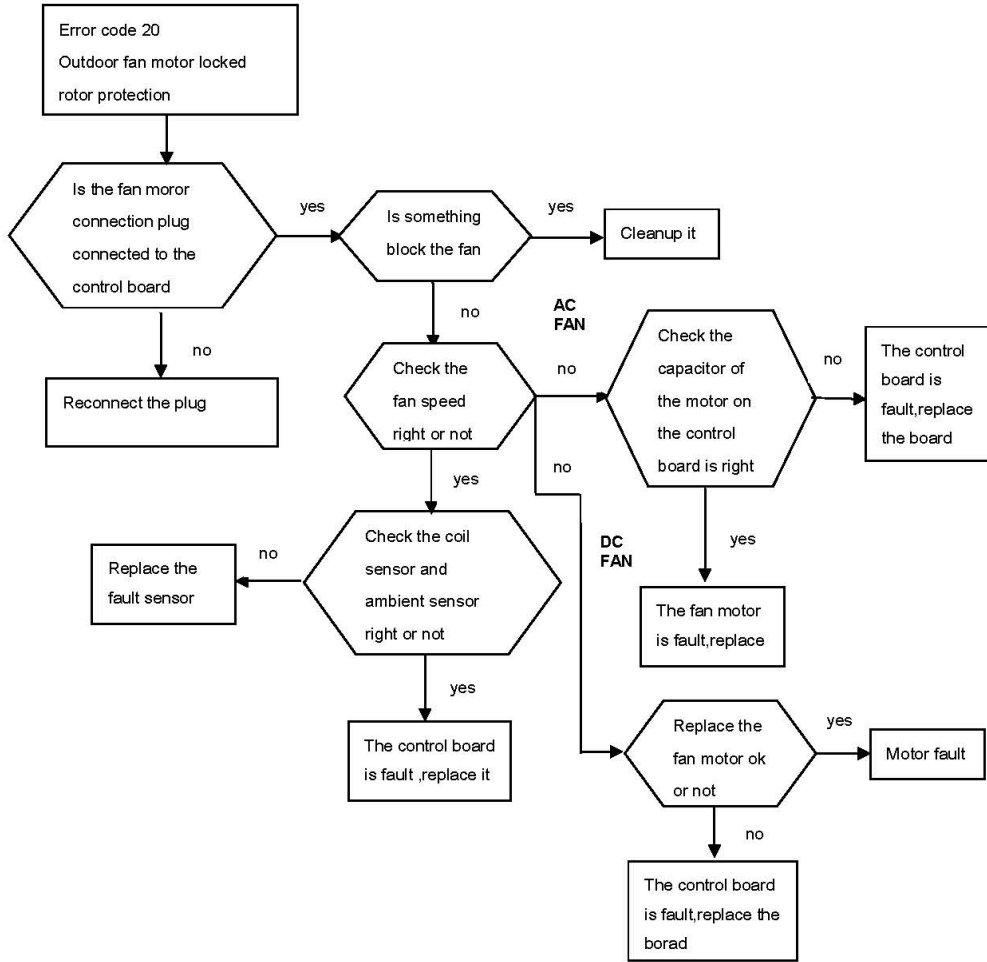 Error code 20
Outdoor fan motor locked
rotor protection
Is the fan moror
connection plug
connected to the
control board
yes
Is something
block the fan
yes
Cleanup it
no
Reconnect the plug
no
AC
FAN
Check the
fan speed
right or not
no
Check the
capacitor of
the motor on
the control
board is right
no
The control
board is
fault,replace
the board
yes
no
DC
FAN
yes
The fan motor
is fault,replace
Check the coil
sensor and
ambient sensor
right or not
no
Replace the
fault sensor
yes
The control board
is fault ,replace it
Replace the
fan motor ok
or not
yes
Motor fault
no
The control board
is fault,replace the
borad